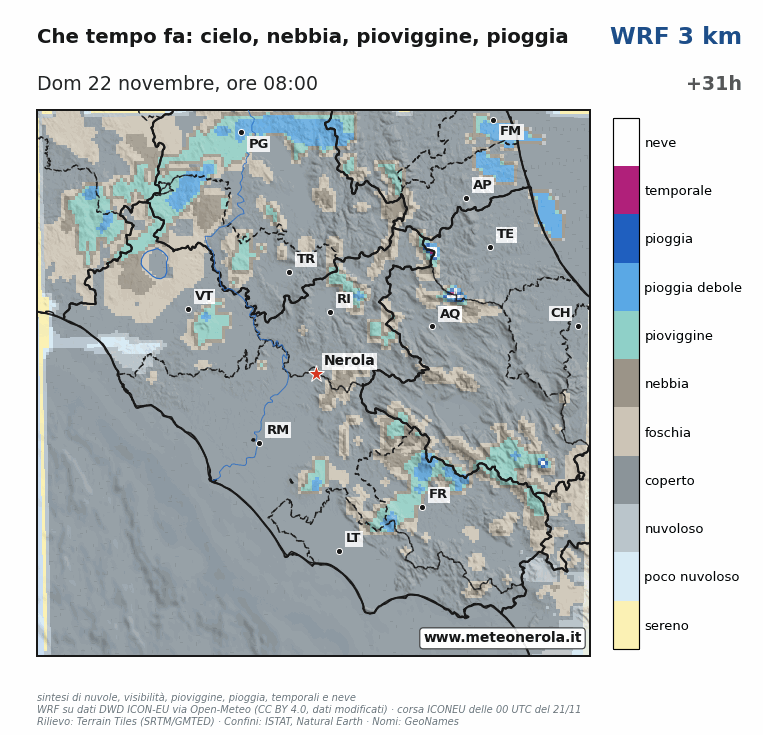 Che tempo fa: cielo, nebbia, pioviggine, pioggia
WRF 3 km
Dom 22 novembre, ore 08:00
+31h
PG
FM
AP
TE
TR
RI
VT
AQ
CH
Nerola
RM
FR
LT
www.meteonerola.it
neve
temporale
pioggia
pioggia debole
pioviggine
nebbia
foschia
coperto
nuvoloso
poco nuvoloso
sereno
sintesi di nuvole, visibilità, pioviggine, pioggia, temporali e neve
WRF su dati DWD ICON-EU via Open-Meteo (CC BY 4.0, dati modificati) · corsa ICONEU delle 00 UTC del 21/11
Rilievo: Terrain Tiles (SRTM/GMTED) · Confini: ISTAT, Natural Earth · Nomi: GeoNames